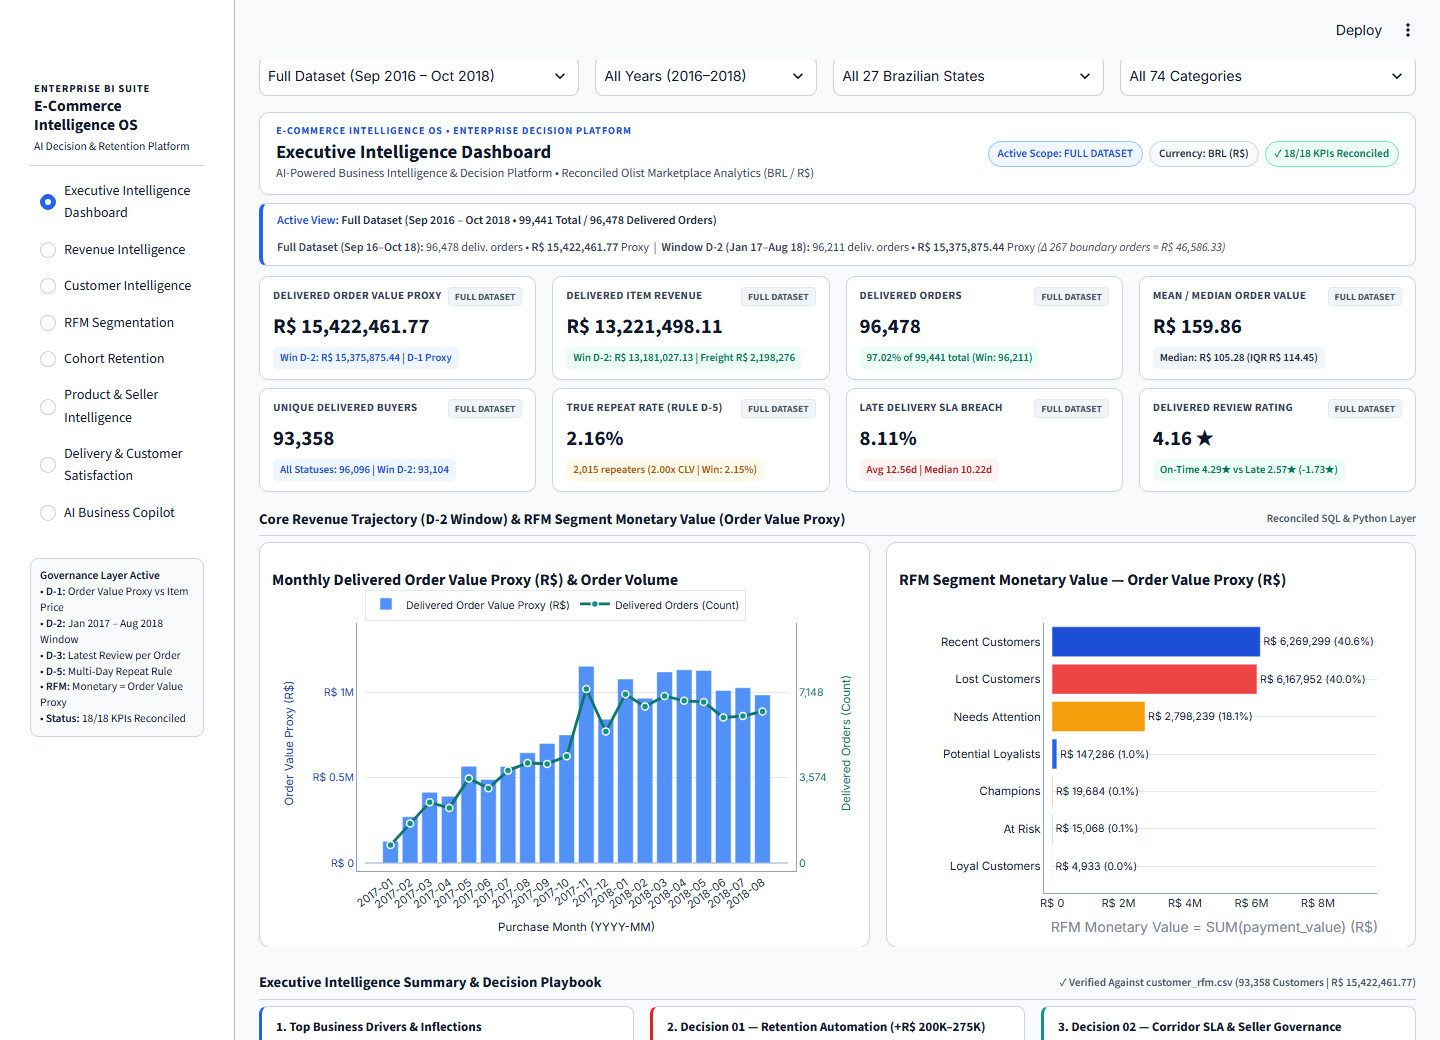 Deploy
ENTERPRISE BI SUITE
E-Commerce
Intelligence OS
AI Decision & Retention Platform
Executive Intelligence
Dashboard
Revenue Intelligence
Customer Intelligence
RFM Segmentation
Cohort Retention
Product & Seller
Intelligence
Delivery & Customer
Satisfaction
AI Business Copilot
Governance Layer Active
• D-1: Order Value Proxy vs Item
Price
• D-2: Jan 2017 – Aug 2018
Window
• D-3: Latest Review per Order
• D-5: Multi-Day Repeat Rule
• RFM: Monetary = Order Value
Proxy
• Status: 18/18 KPIs Reconciled
Full Dataset (Sep 2016 – Oct 2018)
All Years (2016–2018)
All 27 Brazilian States
All 74 Categories
E-COMMERCE INTELLIGENCE OS • ENTERPRISE DECISION PLATFORM
Executive Intelligence Dashboard
AI-Powered Business Intelligence & Decision Platform • Reconciled Olist Marketplace Analytics (BRL / R$)
Active Scope: FULL DATASET
Currency: BRL (R$)
✓ 18/18 KPIs Reconciled
Active View: Full Dataset (Sep 2016 – Oct 2018 • 99,441 Total / 96,478 Delivered Orders)
Full Dataset (Sep 16–Oct 18): 96,478 deliv. orders • R$ 15,422,461.77 Proxy | Window D-2 (Jan 17–Aug 18): 96,211 deliv. orders • R$ 15,375,875.44 Proxy (Δ 267 boundary orders = R$ 46,586.33)
DELIVERED ORDER VALUE PROXY FULL DATASET
R$ 15,422,461.77
Win D-2: R$ 15,375,875.44 | D-1 Proxy
DELIVERED ITEM REVENUE FULL DATASET
R$ 13,221,498.11
Win D-2: R$ 13,181,027.13 | Freight R$ 2,198,276
DELIVERED ORDERS FULL DATASET
96,478
97.02% of 99,441 total (Win: 96,211)
MEAN / MEDIAN ORDER VALUE FULL DATASET
R$ 159.86
Median: R$ 105.28 (IQR R$ 114.45)
UNIQUE DELIVERED BUYERS FULL DATASET
93,358
All Statuses: 96,096 | Win D-2: 93,104
TRUE REPEAT RATE (RULE D-5) FULL DATASET
2.16%
2,015 repeaters (2.00x CLV | Win: 2.15%)
LATE DELIVERY SLA BREACH FULL DATASET
8.11%
Avg 12.56d | Median 10.22d
DELIVERED REVIEW RATING FULL DATASET
4.16 ★
On-Time 4.29★ vs Late 2.57★ (-1.73★)
Core Revenue Trajectory (D-2 Window) & RFM Segment Monetary Value (Order Value Proxy)
Reconciled SQL & Python Layer
Monthly Delivered Order Value Proxy (R$) & Order Volume
Delivered Order Value Proxy (R$)
Delivered Orders (Count)
Order Value Proxy (R$)
R$ 1M
R$ 0.5M
R$ 0
7,148
3,574
0
Delivered Orders (Count)
2017-01
2017-02
2017-03
2017-04
2017-05
2017-06
2017-07
2017-08
2017-09
2017-10
2017-11
2017-12
2018-01
2018-02
2018-03
2018-04
2018-05
2018-06
2018-07
2018-08
Purchase Month (YYYY-MM)
RFM Segment Monetary Value — Order Value Proxy (R$)
Recent Customers R$ 6,269,299 (40.6%)
Lost Customers R$ 6,167,952 (40.0%)
Needs Attention R$ 2,798,239 (18.1%)
Potential Loyalists R$ 147,286 (1.0%)
Champions R$ 19,684 (0.1%)
At Risk R$ 15,068 (0.1%)
Loyal Customers R$ 4,933 (0.0%)
R$ 0 R$ 2M R$ 4M R$ 6M R$ 8M
RFM Monetary Value = SUM(payment_value) (R$)
Executive Intelligence Summary & Decision Playbook
✓ Verified Against customer_rfm.csv (93,358 Customers | R$ 15,422,461.77)
1. Top Business Drivers & Inflections
2. Decision 01 — Retention Automation (+R$ 200K–275K)
3. Decision 02 — Corridor SLA & Seller Governance